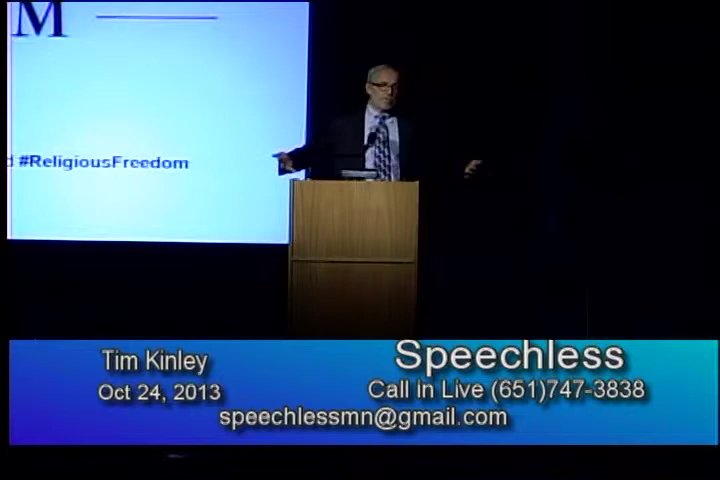 M
#ReligiousFreedom
Tim Kinley
Oct 24, 2013
Speechless
Call in Live (651)747-3838
speechlessmn@gmail.com